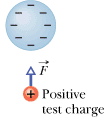 F
+ Positive
test charge